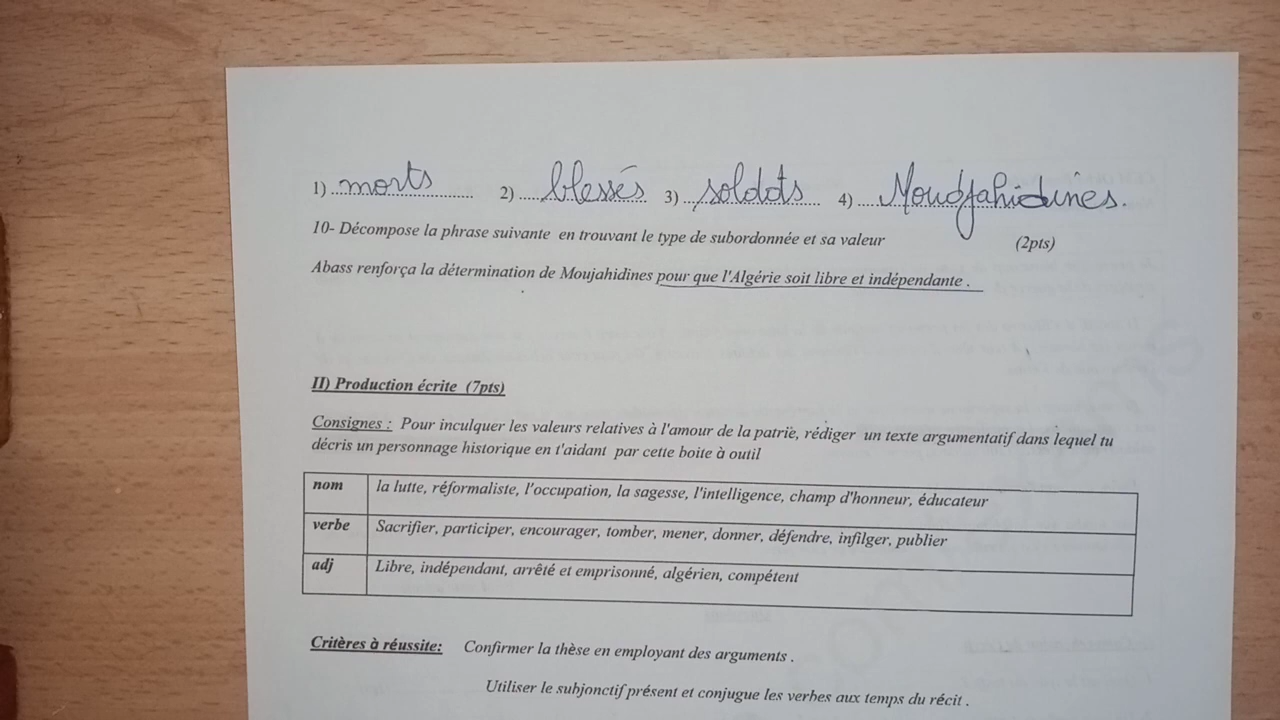 1) morts 2) blessés 3) soldats 4) Moudjahidines.
10- Décompose la phrase suivante en trouvant le type de subordonnée et sa valeur (2pts)
Abass renforça la détermination de Moujahidines pour que l'Algérie soit libre et indépendante .
II) Production écrite (7pts)
Consignes : Pour inculquer les valeurs relatives à l'amour de la patrie, rédiger un texte argumentatif dans lequel tu
décris un personnage historique en t'aidant par cette boite à outil
nom la lutte, réformaliste, l'occupation, la sagesse, l'intelligence, champ d'honneur, éducateur
verbe Sacrifier, participer, encourager, tomber, mener, donner, défendre, infilger, publier
adj Libre, indépendant, arrêté et emprisonné, algérien, compétent
Critères à réussite: Confirmer la thèse en employant des arguments .
Utiliser le subjonctif présent et conjugue les verbes aux temps du récit .